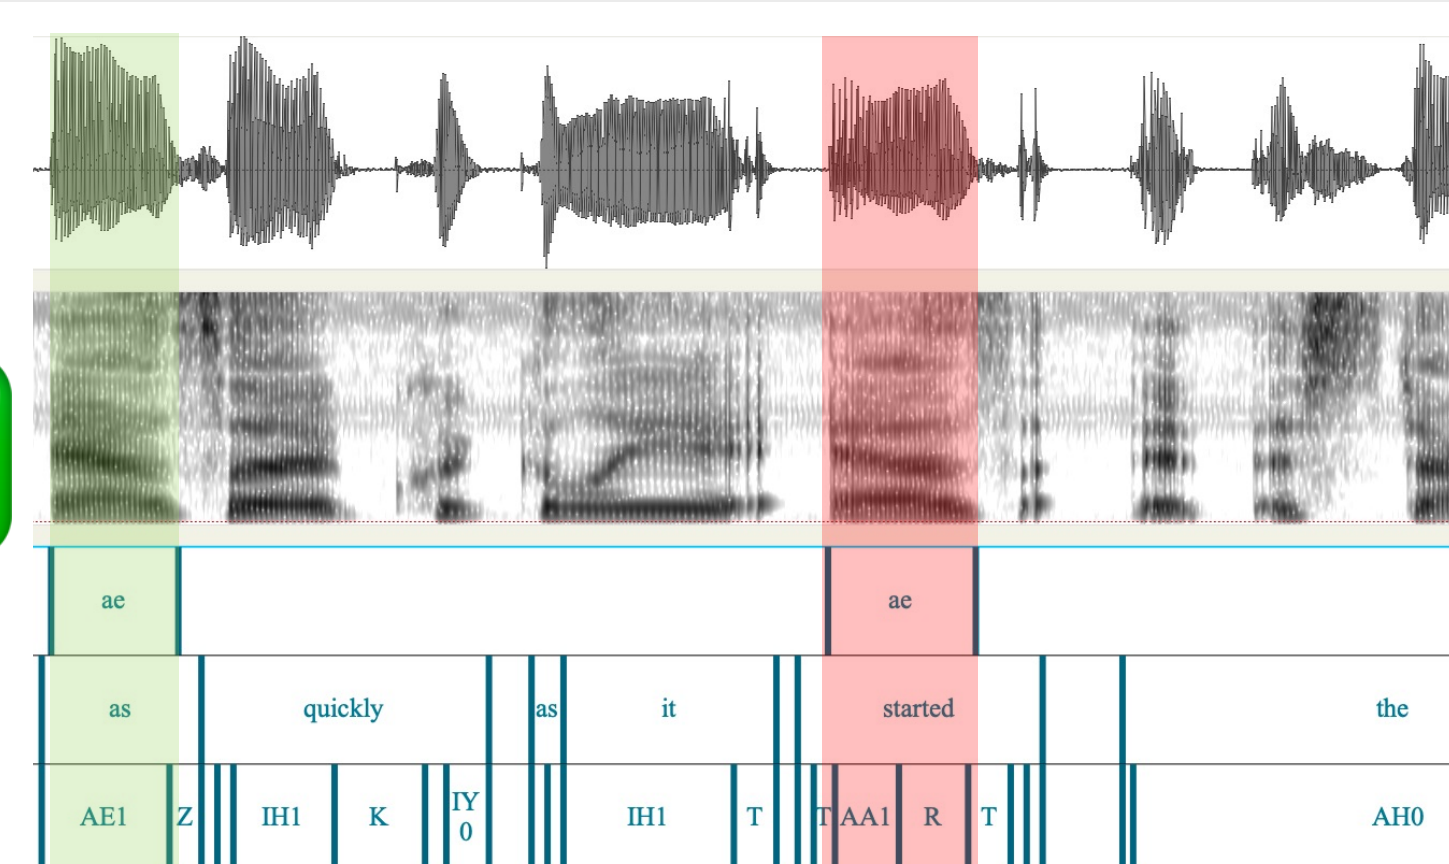 ae ae
as quickly as it started the
AE1 Z IH1 K IY 0 IH1 T T AA1 R T AH0